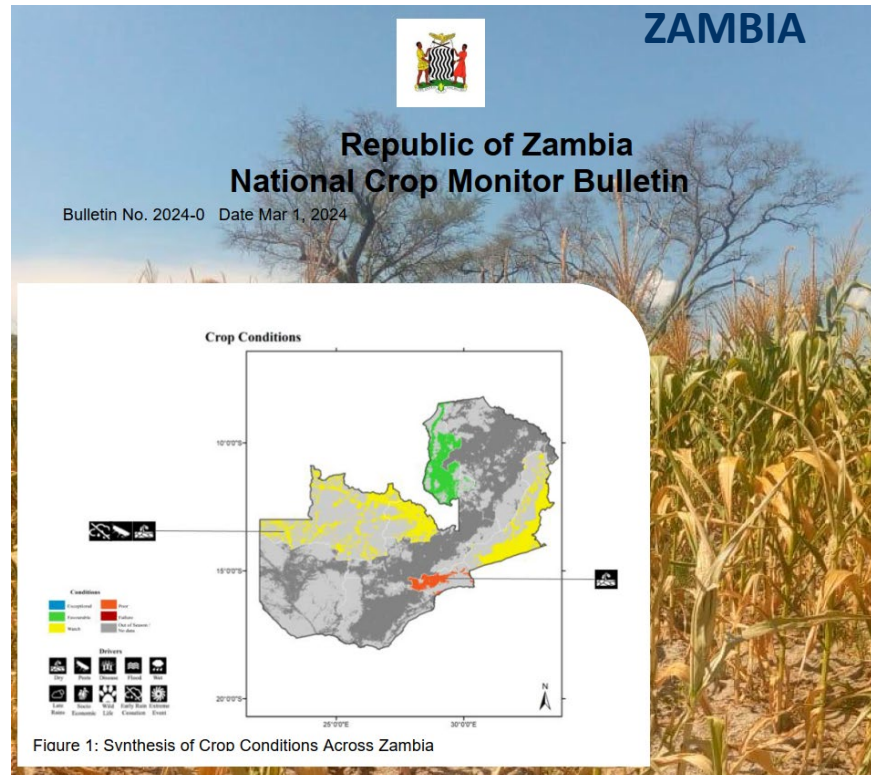 ZAMBIA
Republic of Zambia
National Crop Monitor Bulletin
Bulletin No. 2024-0 Date Mar 1, 2024
Crop Conditions
10°0'0"S
15°0'0"S
20°0'0"S
25°0'0"E
30°0'0"E
N
Conditions
Exceptional
Poor
Favourable
Failure
Watch
Out of Season /
No data
Drivers
Dry
Pests
Disease
Flood
Wet
Late
Rates
Socio
Economic
Wild
Life
Early Rain
Cessation
Extreme
Event
Figure 1: Synthesis of Crop Conditions Across Zambia